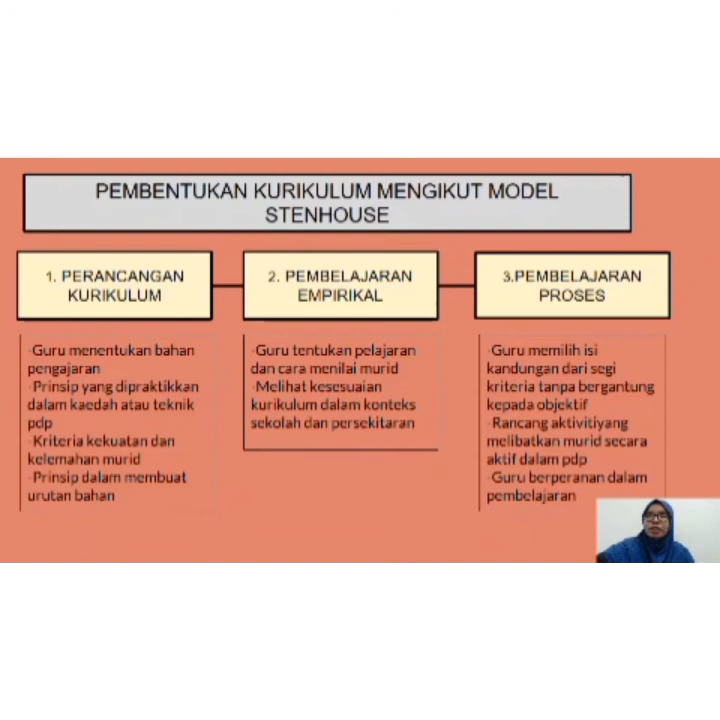 PEMBENTUKAN KURIKULUM MENGIKUT MODEL
STENHOUSE
1. PERANCANGAN
KURIKULUM
2. PEMBELAJARAN
EMPIRIKAL
3.PEMBELAJARAN
PROSES
-Guru menentukan bahan
pengajaran
-Prinsip yang dipraktikkan
dalam kaedah atau teknik
pdp
-Kriteria kekuatan dan
kelemahan murid
-Prinsip dalam membuat
urutan bahan
-Guru tentukan pelajaran
dan cara menilai murid
-Melihat kesesuaian
kurikulum dalam konteks
sekolah dan persekitaran
-Guru memilih isi
kandungan dari segi
kriteria tanpa bergantung
kepada objektif
-Rancang aktivitiyang
melibatkan murid secara
aktif dalam pdp
-Guru berperanan dalam
pembelajaran